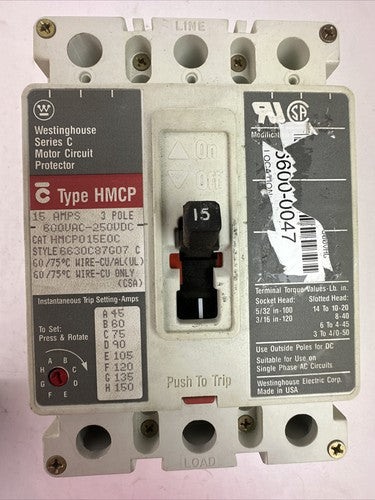 LINE
Westinghouse
Series C
Motor Circuit
Protector
C Type HMCP
15 AMPS 3 POLE
600VAC-250VDC
CAT HMCP015E0C
STYLE 6630C87G07 C
60/75°C WIRE-CU/AL(UL)
60/75°C WIRE-CU ONLY
(CSA)
Instantaneous Trip Setting-Amps
To Set:
Press & Rotate
A 45
B 60
C 75
D 90
E 105
F 120
G 135
H 150
A
B
C
D
E
F
G
H
On
Off
15
Push To Trip
UL
SA
Modification
LOCATION
5600-0047
Terminal Torque Values-Lb. in.
Socket Head: Slotted Head:
5/32 in-100 14 To 10-20
3/16 in-120 8-40
6 To 4-45
3 To 4/0-50
Use Outside Poles for DC
Suitable for Use on
Single Phase AC Circuits
Westinghouse Electric Corp.
Made in USA
LOAD